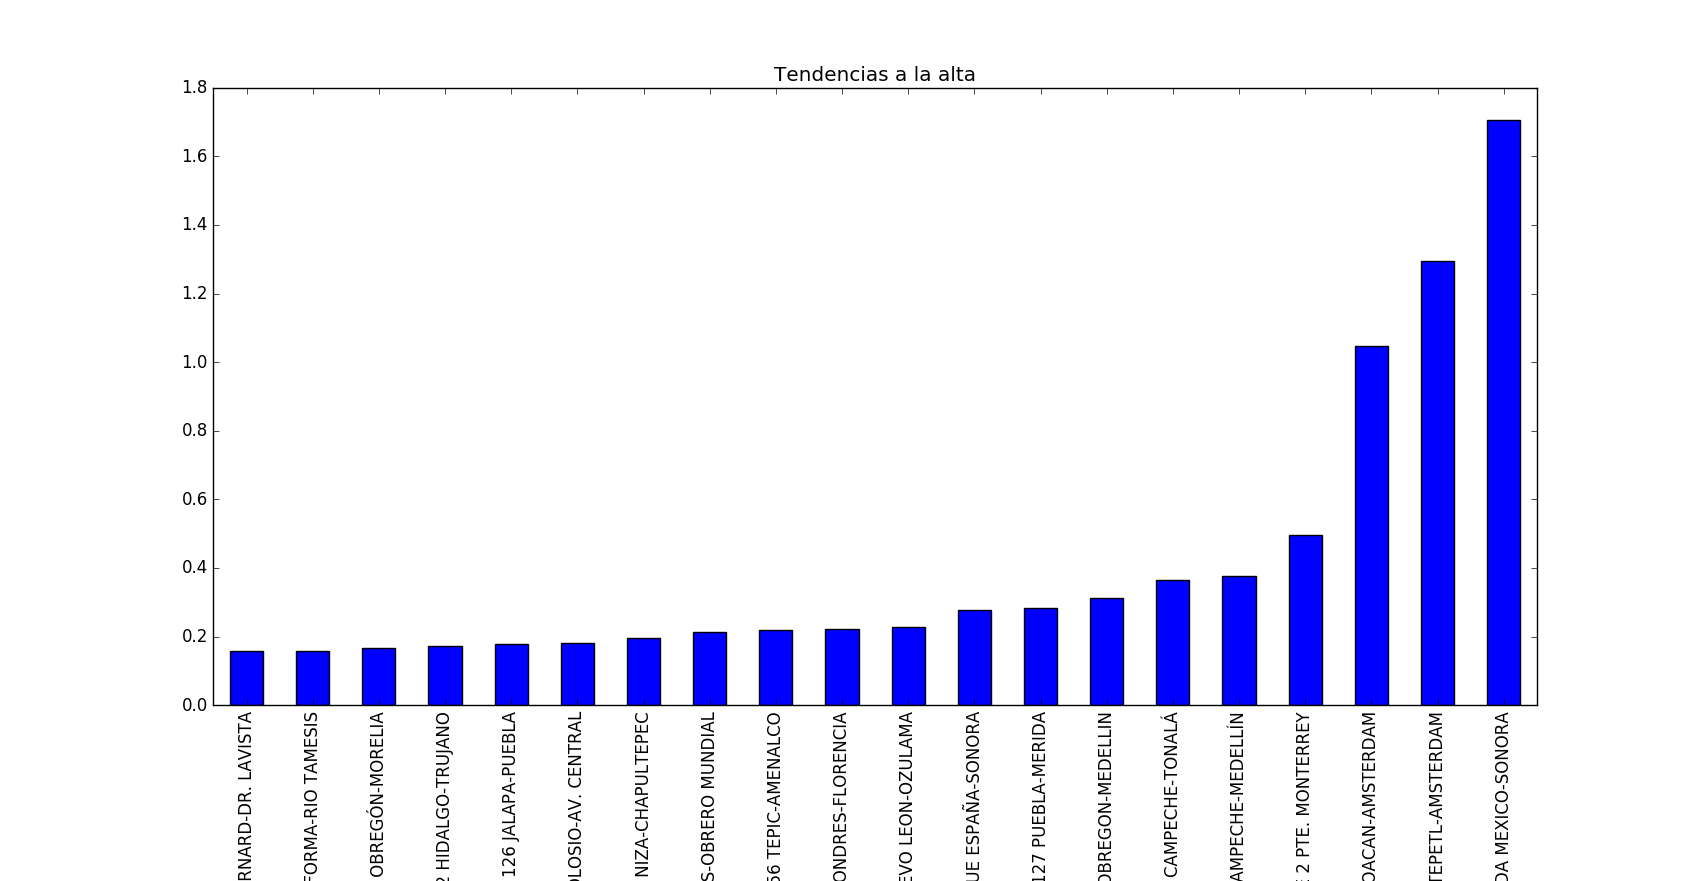 Tendencias a la alta
1.8
1.6
1.4
1.2
1.0
0.8
0.6
0.4
0.2
0.0
RNARD-DR. LAVISTA
FORMA-RIO TAMESIS
OBREGÓN-MORELIA
2 HIDALGO-TRUJANO
126 JALAPA-PUEBLA
OLOSIO-AV. CENTRAL
NIZA-CHAPULTEPEC
S-OBRERO MUNDIAL
66 TEPIC-AMENALCO
ONDRES-FLORENCIA
EVO LEON-OZULAMA
UE ESPAÑA-SONORA
127 PUEBLA-MERIDA
OBREGON-MEDELLIN
CAMPECHE-TONALÁ
AMPECHE-MEDELLÍN
2 PTE. MONTERREY
OACAN-AMSTERDAM
TEPETL-AMSTERDAM
DA MEXICO-SONORA